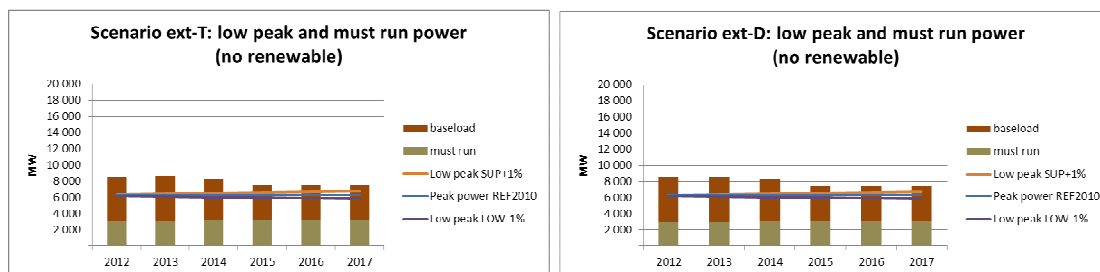 Scenario ext-T: low peak and must run power
(no renewable)
MW
20 000
18 000
16 000
14 000
12 000
10 000
8 000
6 000
4 000
2 000
2012 2013 2014 2015 2016 2017
baseload
must run
Low peak SUP+1%
Peak power REF2010
Low peak LOW 1%
Scenario ext-D: low peak and must run power
(no renewable)
MW
20 000
18 000
16 000
14 000
12 000
10 000
8 000
6 000
4 000
2 000
2012 2013 2014 2015 2016 2017
baseload
must run
Low peak SUP+1%
Peak power REF2010
Low peak LOW 1%